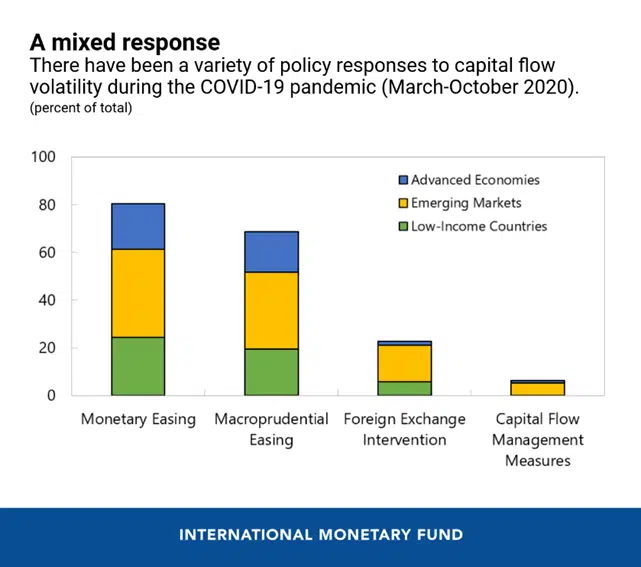 A mixed response
There have been a variety of policy responses to capital flow
volatility during the COVID-19 pandemic (March-October 2020).
(percent of total)
100
80
60
40
20
0
Advanced Economies
Emerging Markets
Low-Income Countries
Monetary Easing
Macroprudential
Easing
Foreign Exchange
Intervention
Capital Flow
Management
Measures
INTERNATIONAL MONETARY FUND